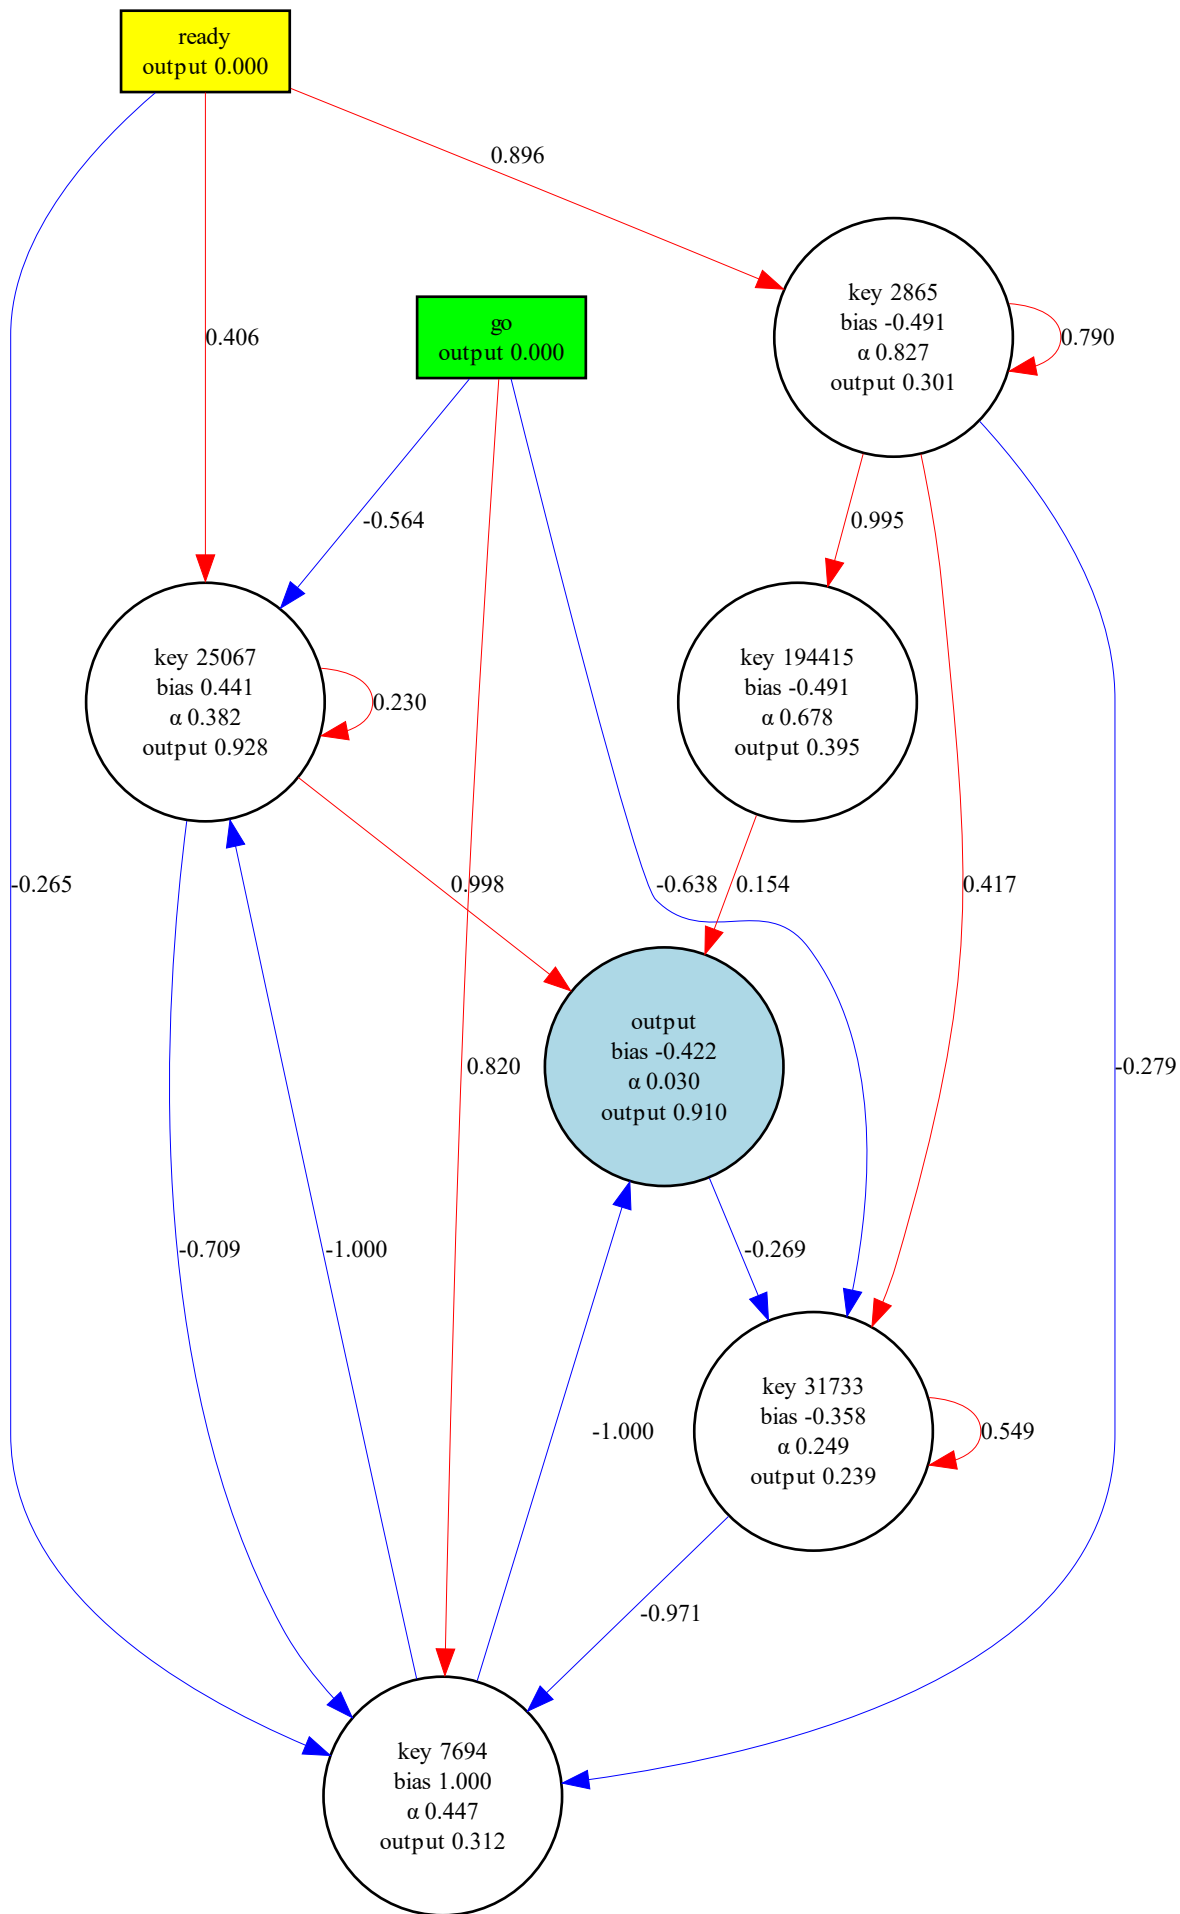 ready
output 0.000
0.896
key 2865
bias -0.491
α 0.827
output 0.301
0.790
go
output 0.000
0.406
-0.564
0.995
key 25067
bias 0.441
α 0.382
output 0.928
0.230
key 194415
bias -0.491
α 0.678
output 0.395
-0.265
0.998
-0.638
0.154
0.417
output
bias -0.422
α 0.030
output 0.910
0.820
-0.279
-0.709
-1.000
-0.269
key 31733
bias -0.358
α 0.249
output 0.239
0.549
-1.000
-0.971
key 7694
bias 1.000
α 0.447
output 0.312